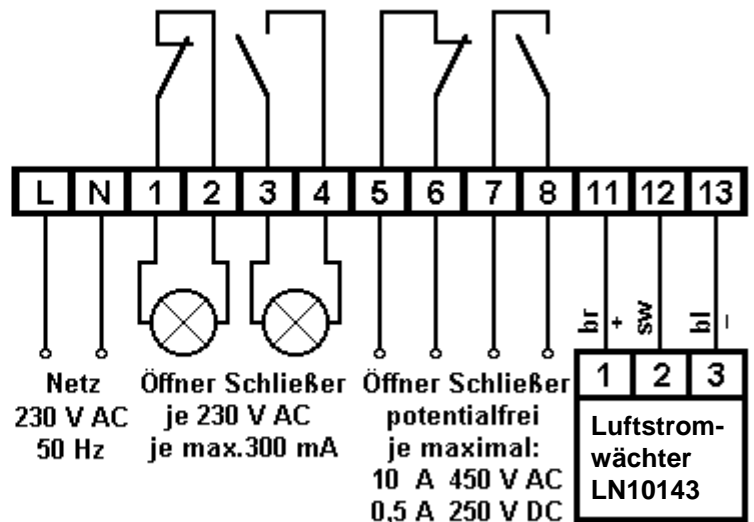 L N 1 2 3 4 5 6 7 8 11 12 13
br + sw bl –
Netz
230 V AC
50 Hz
Öffner Schließer
je 230 V AC
je max.300 mA
Öffner Schließer
potentialfrei
je maximal:
10 A 450 V AC
0,5 A 250 V DC
1 2 3
Luftstrom-
wächter
LN10143